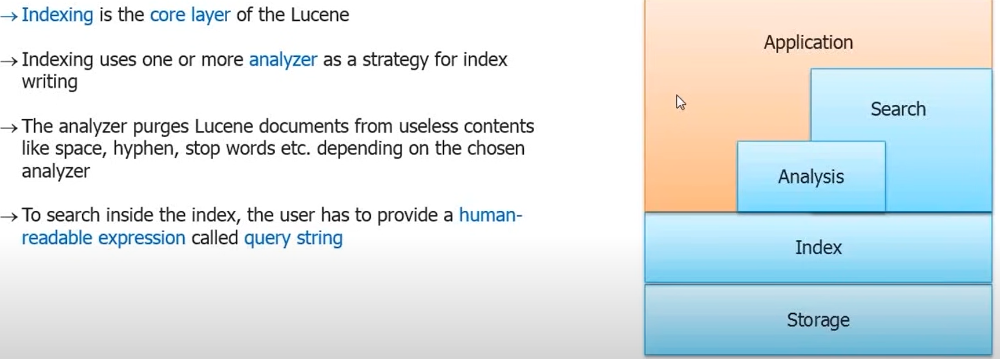 → Indexing is the core layer of the Lucene
→ Indexing uses one or more analyzer as a strategy for index
writing
→ The analyzer purges Lucene documents from useless contents
like space, hyphen, stop words etc. depending on the chosen
analyzer
→ To search inside the index, the user has to provide a human-
readable expression called query string
Application
Search
Analysis
Index
Storage